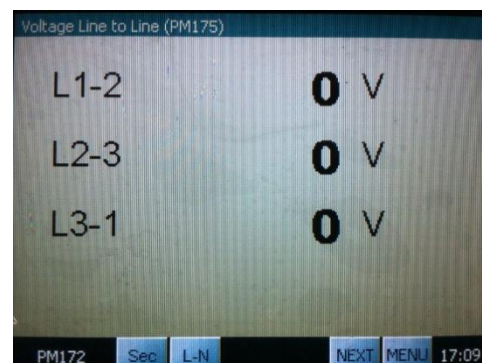 Voltage Line to Line (PM175)
L1-2 0 V
L2-3 0 V
L3-1 0 V
PM172 Sec L-N NEXT MENU 17:09